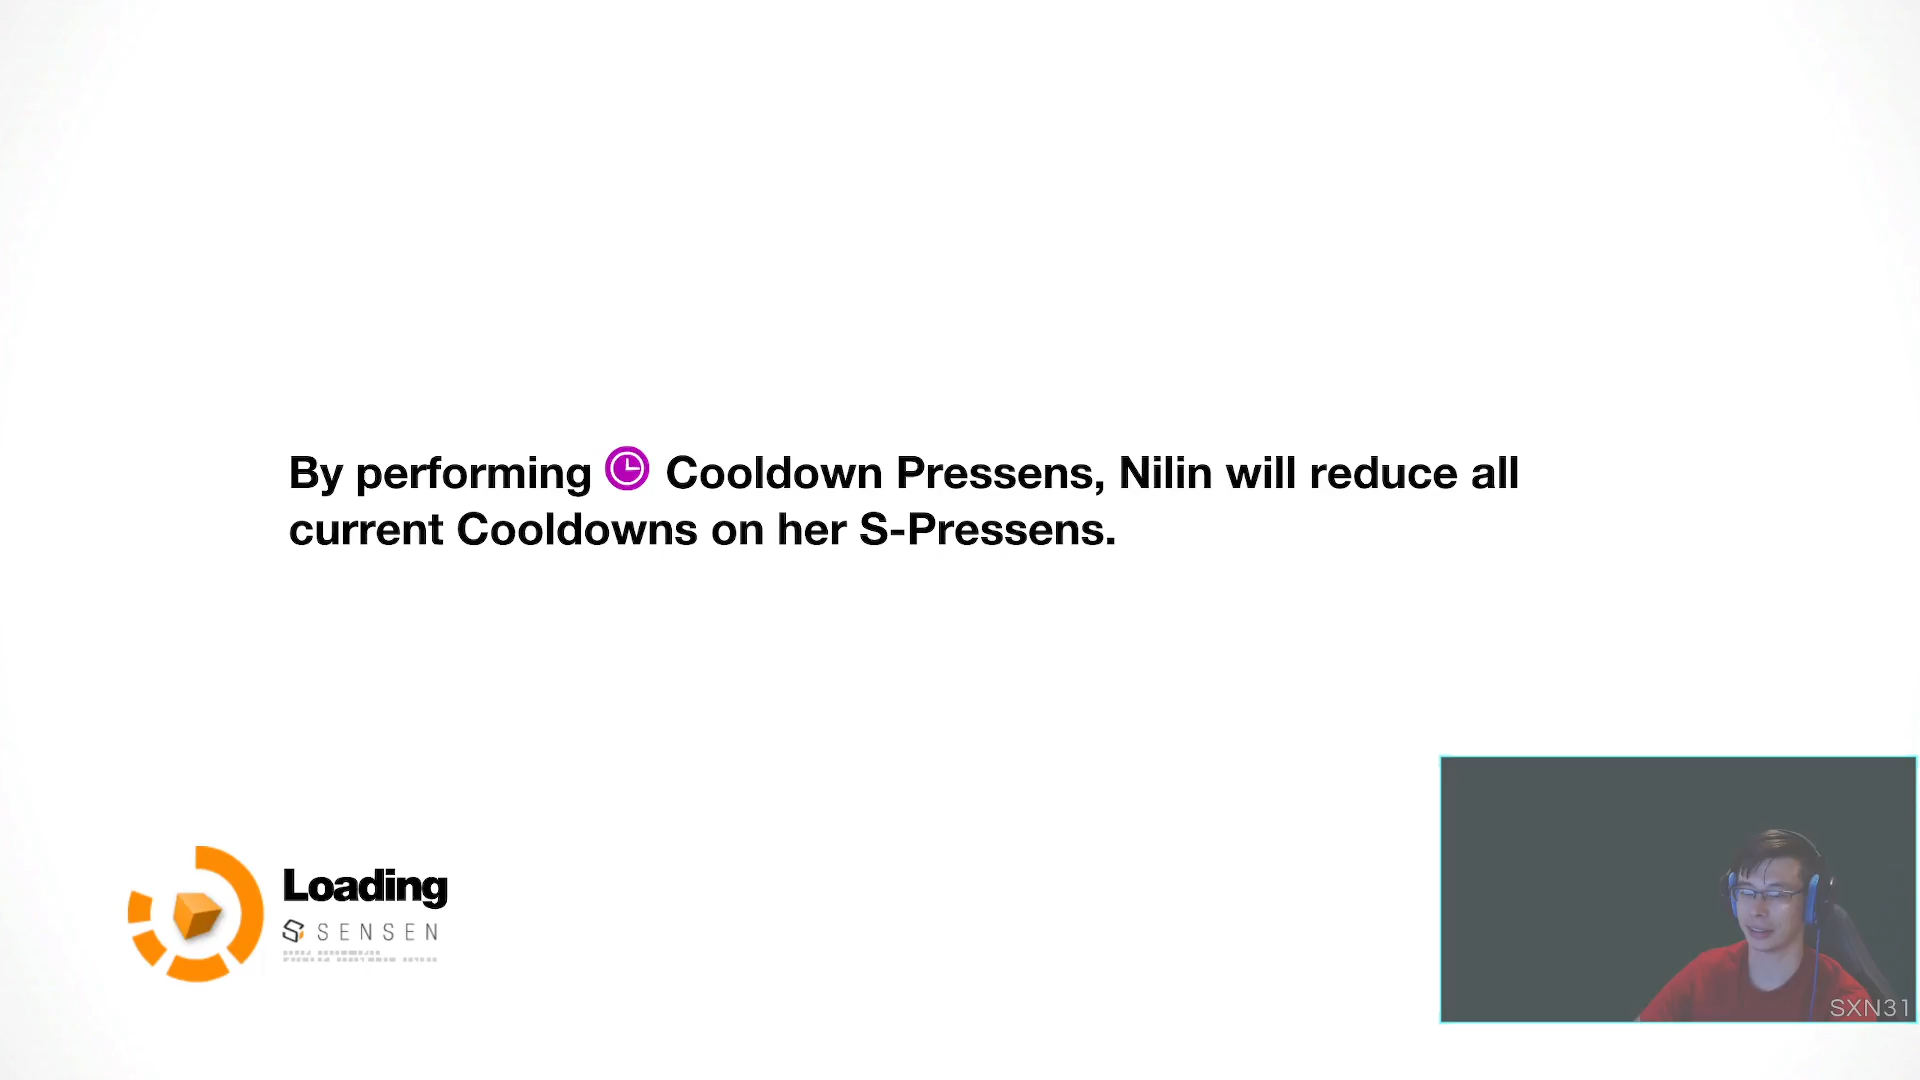 By performing Cooldown Pressens, Nilin will reduce all
current Cooldowns on her S-Pressens.
Loading
SENSEN
SXN31